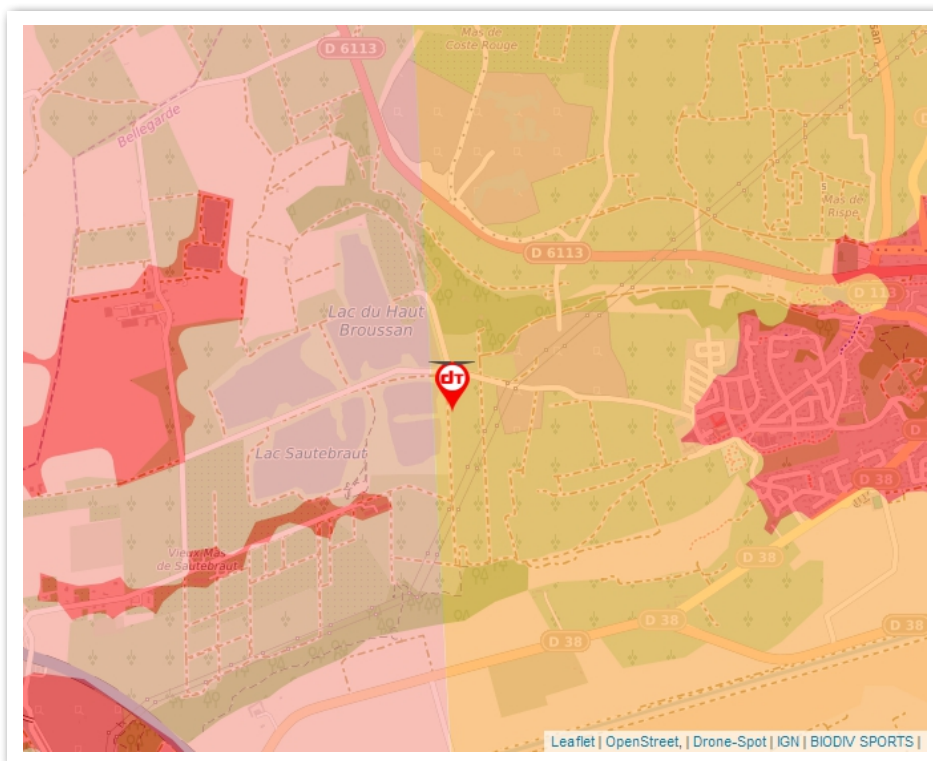 Mas de
Coste Rouge
D 6113
Bellegarde
Mas de
Rispe
D 6113
Lac du Haut
Broussan
dT
Lac Sautebraut
D 38
Vieux Mas
de Sautebraut
D 38
D 38
D 38
D 38
Leaflet | OpenStreet, | Drone-Spot | IGN | BIODIV SPORTS |